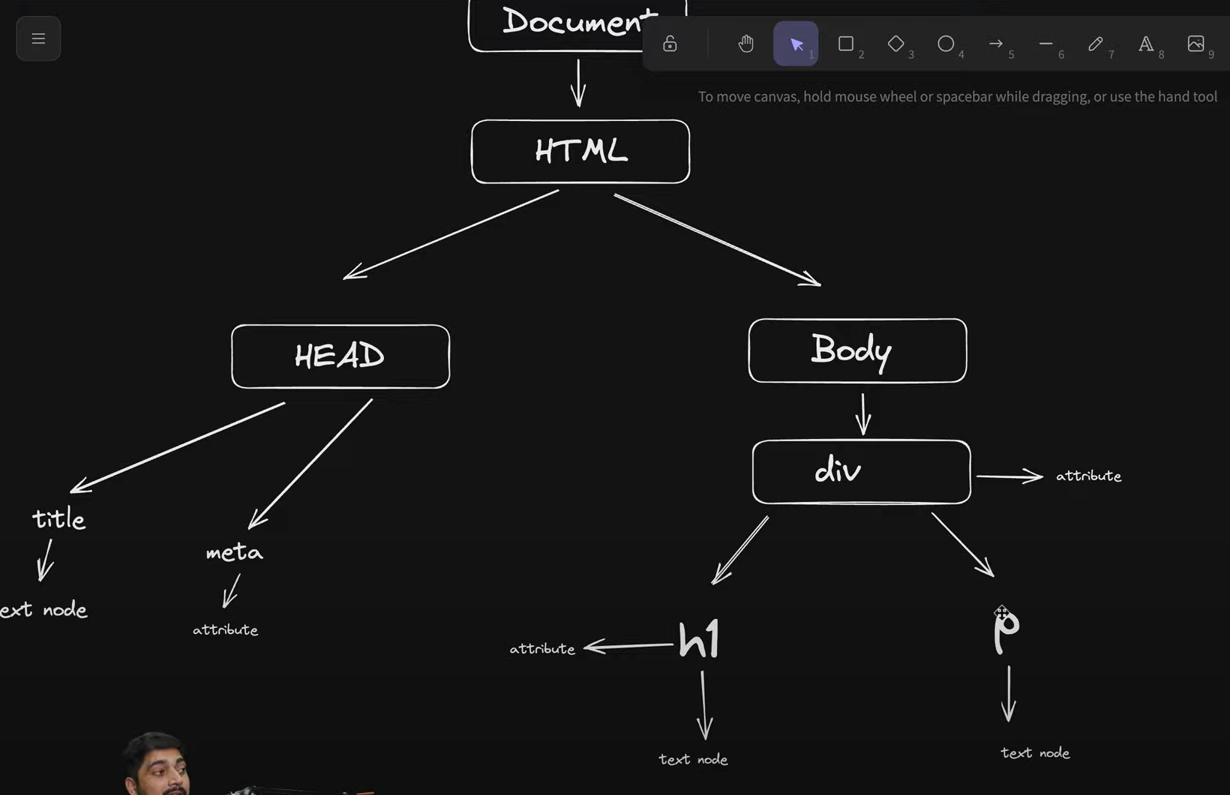 Document
1
2
3
4
5
6
7
8
9
To move canvas, hold mouse wheel or spacebar while dragging, or use the hand tool
HTML
HEAD
Body
div
attribute
title
meta
ext node
attribute
attribute
h1
p
text node
text node